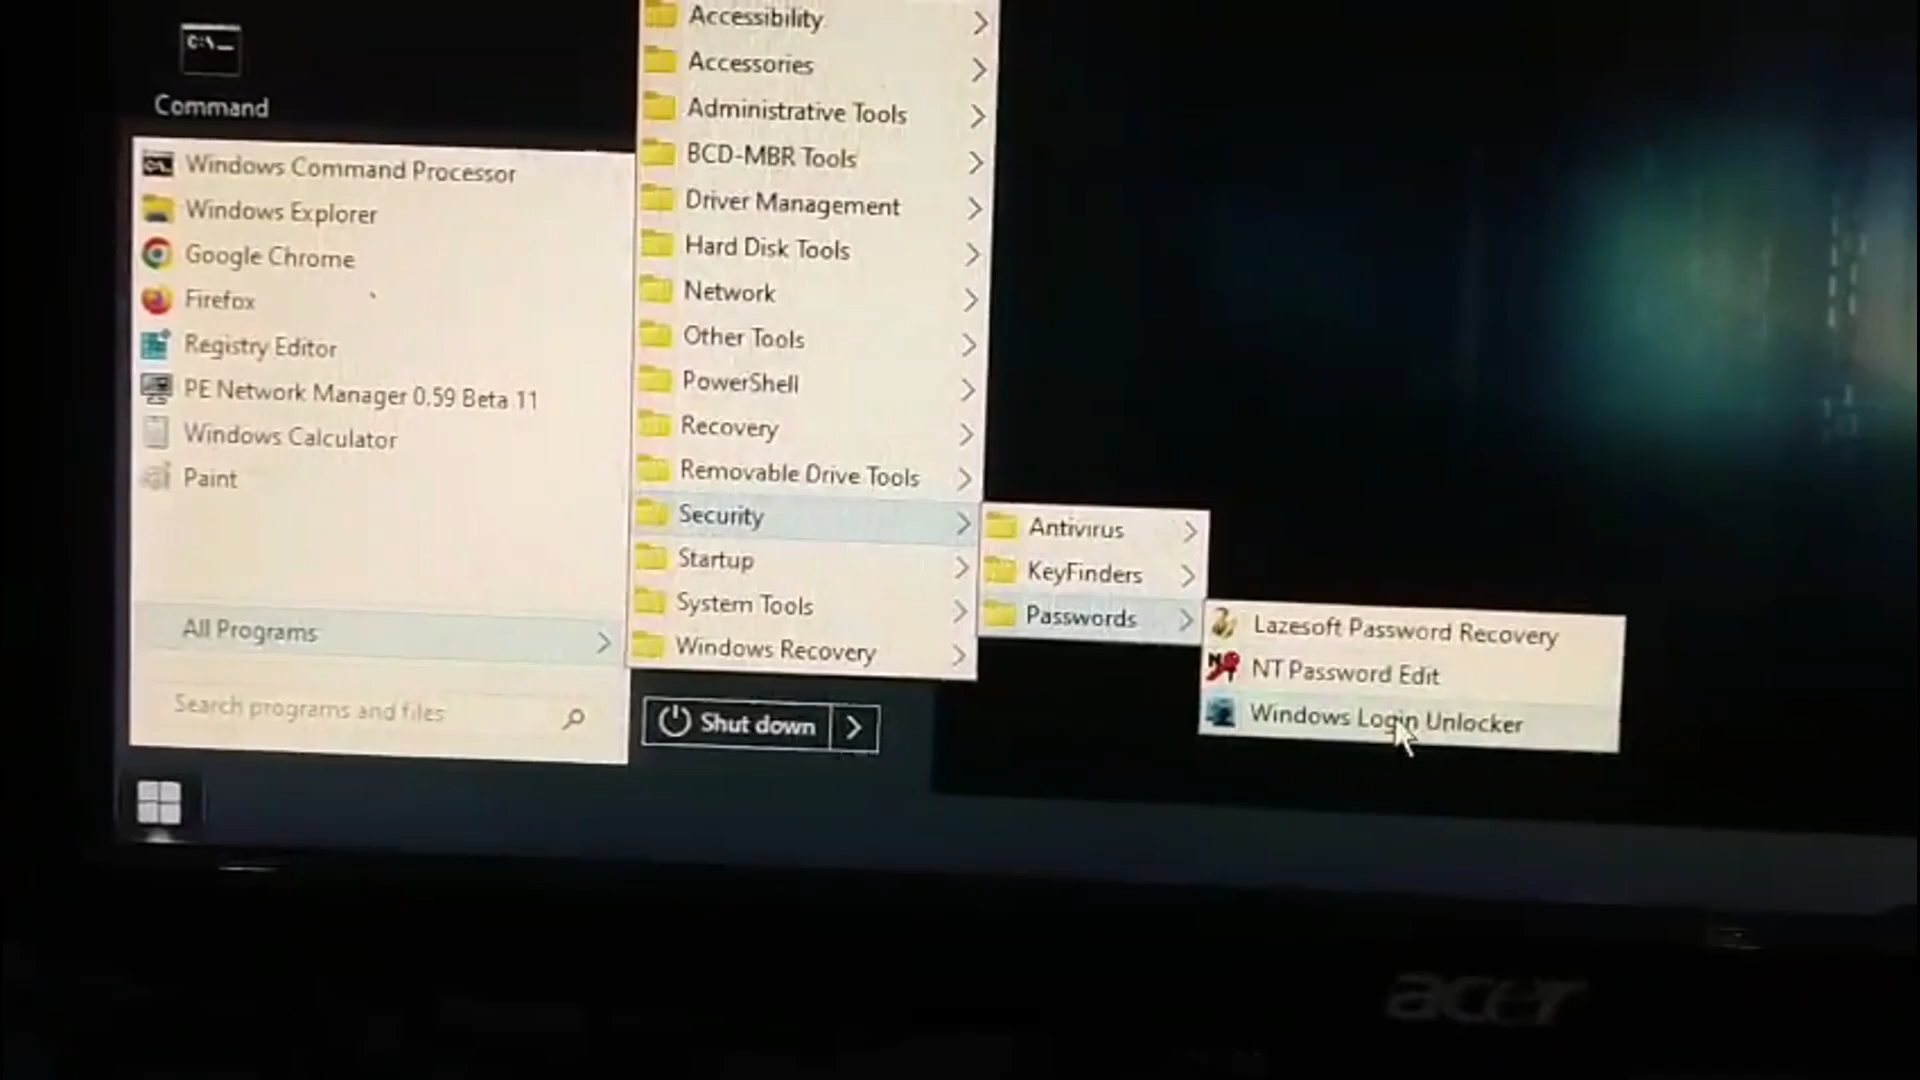 C:\_
Command
Windows Command Processor
Windows Explorer
Google Chrome
Firefox
Registry Editor
PE Network Manager 0.59 Beta 11
Windows Calculator
Paint
All Programs
Search programs and files
Accessibility
Accessories
Administrative Tools
BCD-MBR Tools
Driver Management
Hard Disk Tools
Network
Other Tools
PowerShell
Recovery
Removable Drive Tools
Security
Startup
System Tools
Windows Recovery
Shut down
Antivirus
KeyFinders
Passwords
Lazesoft Password Recovery
NT Password Edit
Windows Login Unlocker
acer